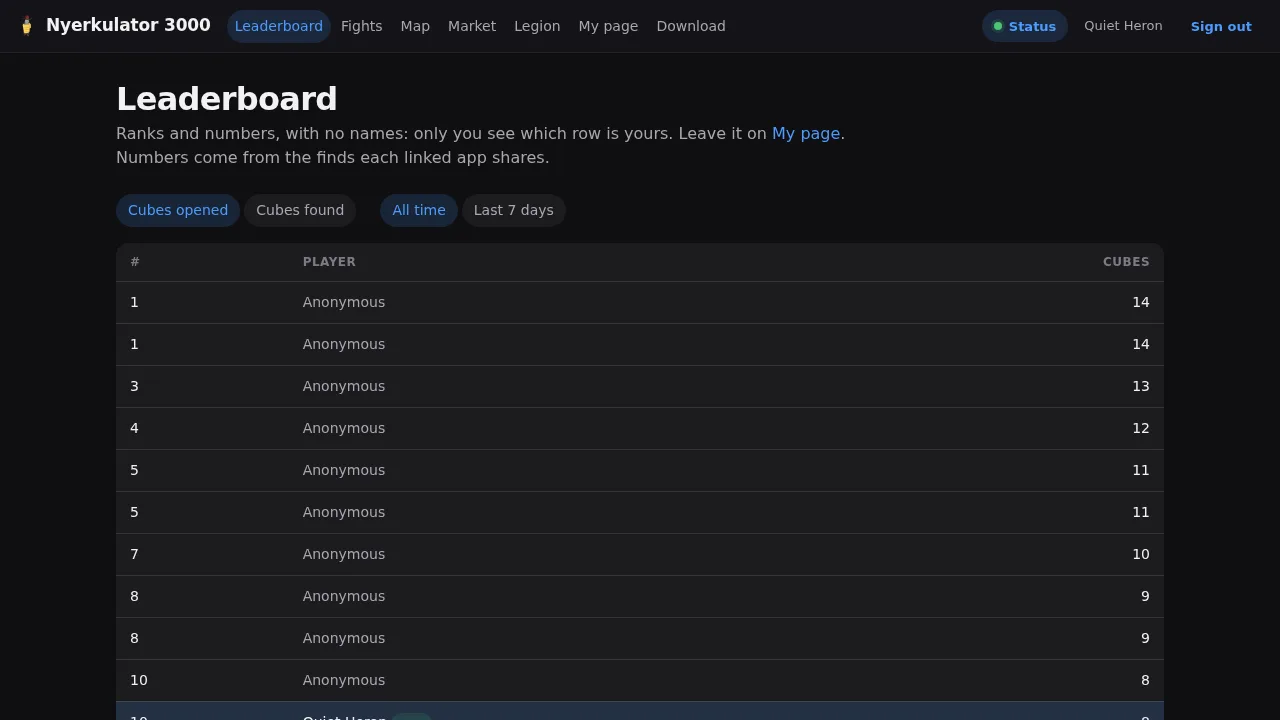 Nyerkulator 3000 Leaderboard Fights Map Market Legion My page Download Status Quiet Heron Sign out
Leaderboard
Ranks and numbers, with no names: only you see which row is yours. Leave it on My page.
Numbers come from the finds each linked app shares.
Cubes opened Cubes found All time Last 7 days
# PLAYER CUBES
1 Anonymous 14
1 Anonymous 14
3 Anonymous 13
4 Anonymous 12
5 Anonymous 11
5 Anonymous 11
7 Anonymous 10
8 Anonymous 9
8 Anonymous 9
10 Anonymous 8
10 Quiet Heron 8